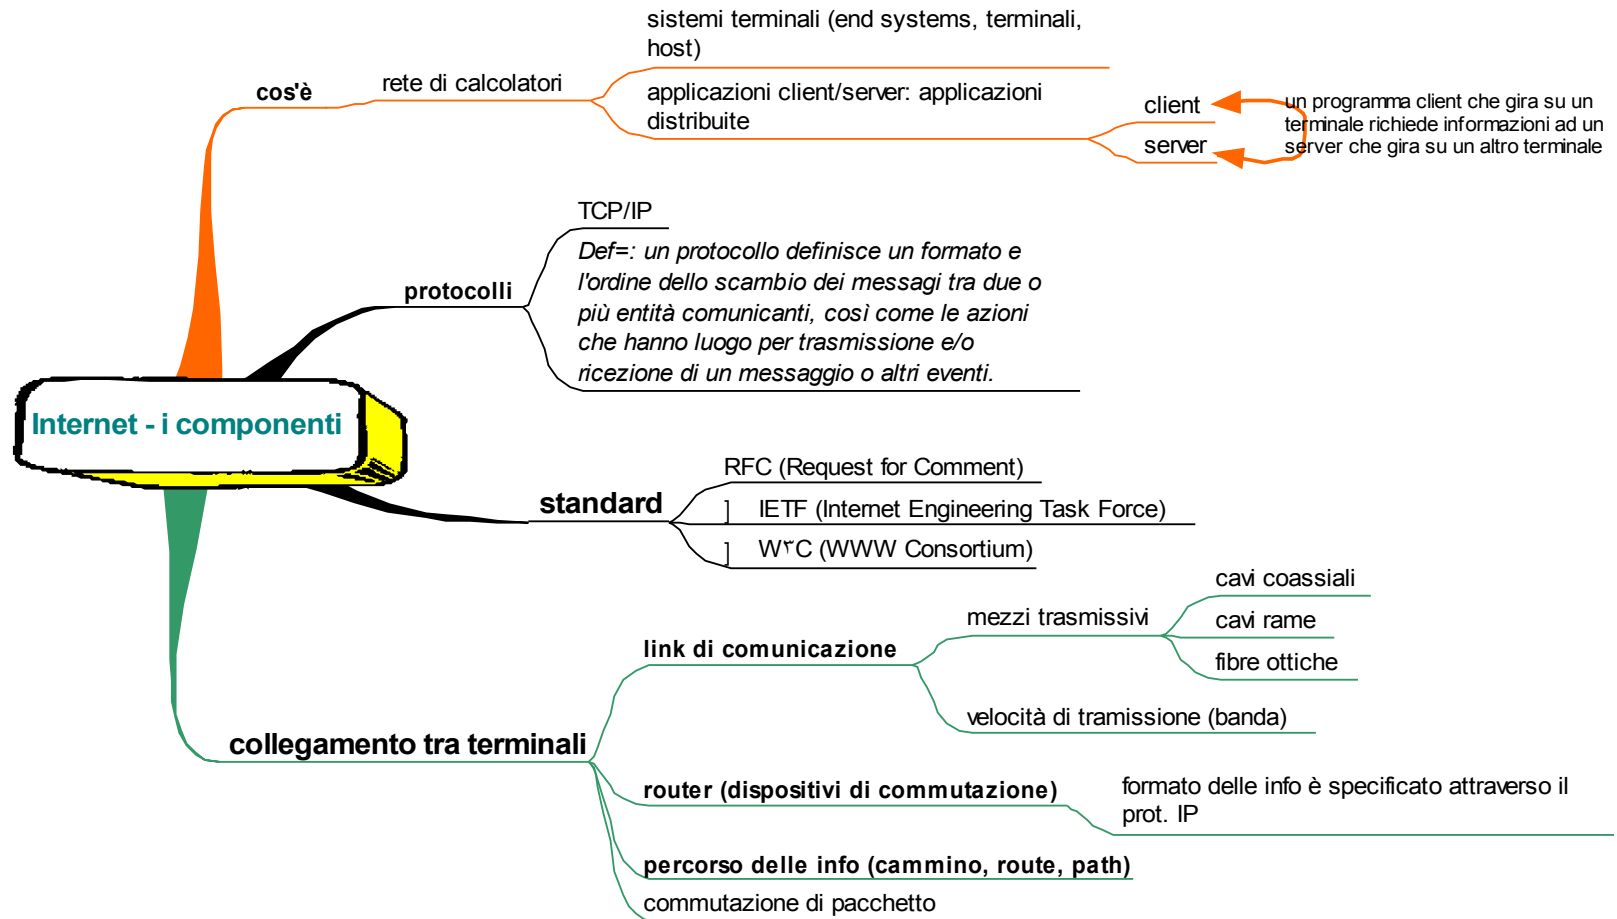 sistemi terminali (end systems, terminali,
host)
cos'è
rete di calcolatori
applicazioni client/server: applicazioni
distribuite
client
server
un programma client che gira su un
terminale richiede informazioni ad un
server che gira su un altro terminale
TCP/IP
protocolli
Def=: un protocollo definisce un formato e
l'ordine dello scambio dei messagi tra due o
più entità comunicanti, così come le azioni
che hanno luogo per trasmissione e/o
ricezione di un messaggio o altri eventi.
Internet - i componenti
standard
RFC (Request for Comment)
] IETF (Internet Engineering Task Force)
] W٣C (WWW Consortium)
collegamento tra terminali
link di comunicazione
mezzi trasmissivi
cavi coassiali
cavi rame
fibre ottiche
velocità di tramissione (banda)
router (dispositivi di commutazione)
formato delle info è specificato attraverso il
prot. IP
percorso delle info (cammino, route, path)
commutazione di pacchetto